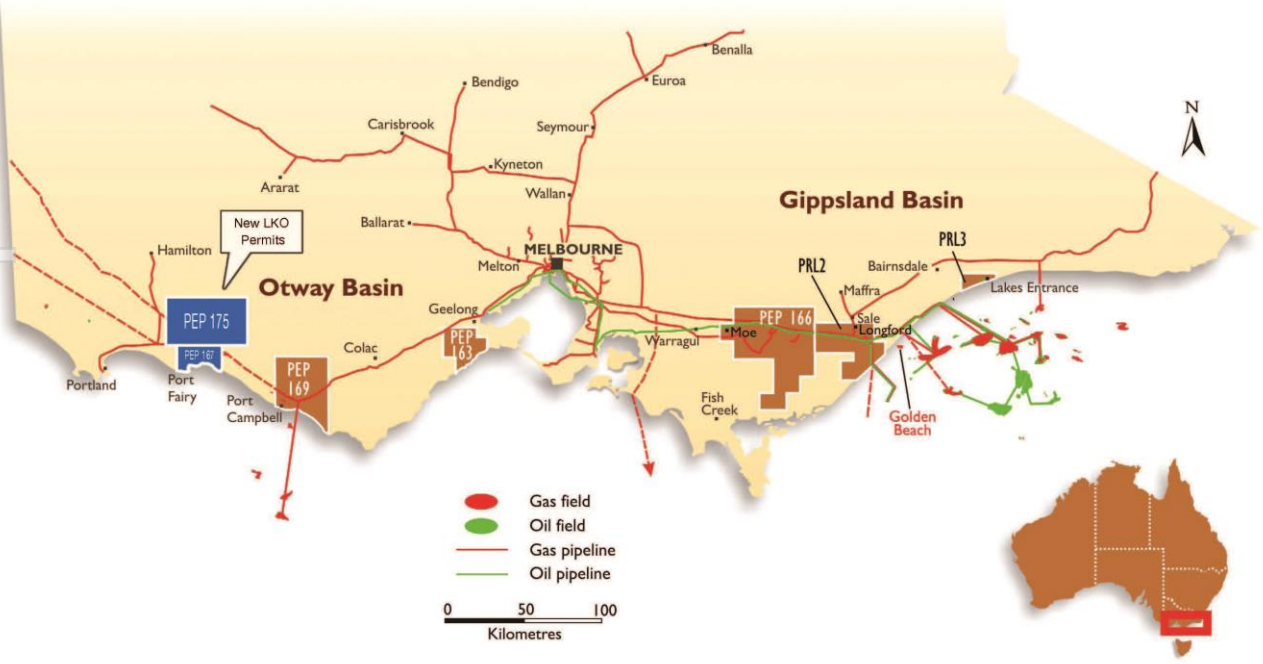 Benalla
Euroa
Bendigo
Carisbrook
Seymour
Kyneton
Ararat
Wallan
N
New LKO
Permits
Ballarat
Gippsland Basin
Hamilton
MELBOURNE
PRL3
Melton
PRL2
Bairnsdale
Otway Basin
Maffra
Lakes Entrance
Geelong
PEP 175
PEP 166
Sale
Longford
Moe
Warragul
PEP
163
Colac
PEP 167
PEP
169
Portland
Port
Fairy
Port
Campbell
Fish
Creek
Golden
Beach
Gas field
Oil field
Gas pipeline
Oil pipeline
0 50 100
Kilometres